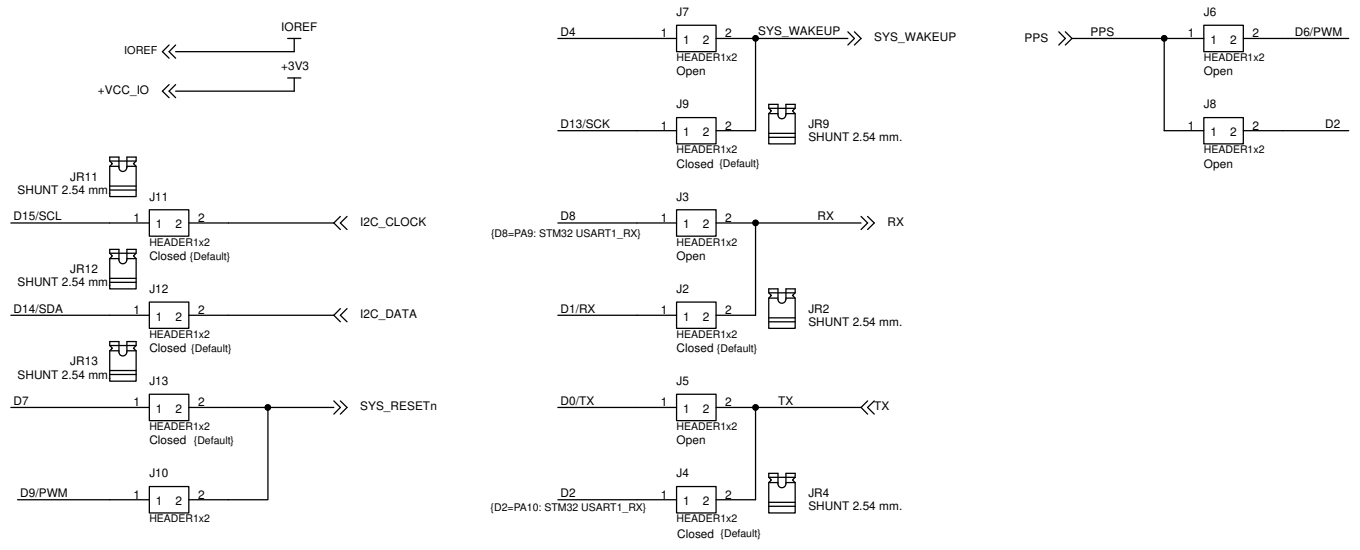 IOREF
IOREF
+3V3
+VCC_IO
JR11
SHUNT 2.54 mm
J11
D15/SCL
1
1 2
2
I2C_CLOCK
HEADER1x2
Closed {Default}
JR12
SHUNT 2.54 mm
J12
D14/SDA
1
1 2
2
I2C_DATA
HEADER1x2
Closed {Default}
JR13
SHUNT 2.54 mm
J13
D7
1
1 2
2
SYS_RESETn
HEADER1x2
Closed {Default}
J10
D9/PWM
1
1 2
2
HEADER1x2
J7
D4
1
1 2
2
SYS_WAKEUP
SYS_WAKEUP
HEADER1x2
Open
J9
D13/SCK
1
1 2
2
HEADER1x2
Closed {Default}
JR9
SHUNT 2.54 mm.
J3
D8
1
1 2
2
RX
RX
{D8=PA9: STM32 USART1_RX}
HEADER1x2
Open
J2
D1/RX
1
1 2
2
HEADER1x2
Closed {Default}
JR2
SHUNT 2.54 mm.
J5
D0/TX
1
1 2
2
TX
TX
HEADER1x2
Open
J4
D2
1
1 2
2
{D2=PA10: STM32 USART1_RX}
HEADER1x2
Closed {Default}
JR4
SHUNT 2.54 mm.
J6
PPS
PPS
1
1 2
2
D6/PWM
HEADER1x2
Open
J8
1
1 2
2
D2
HEADER1x2
Open